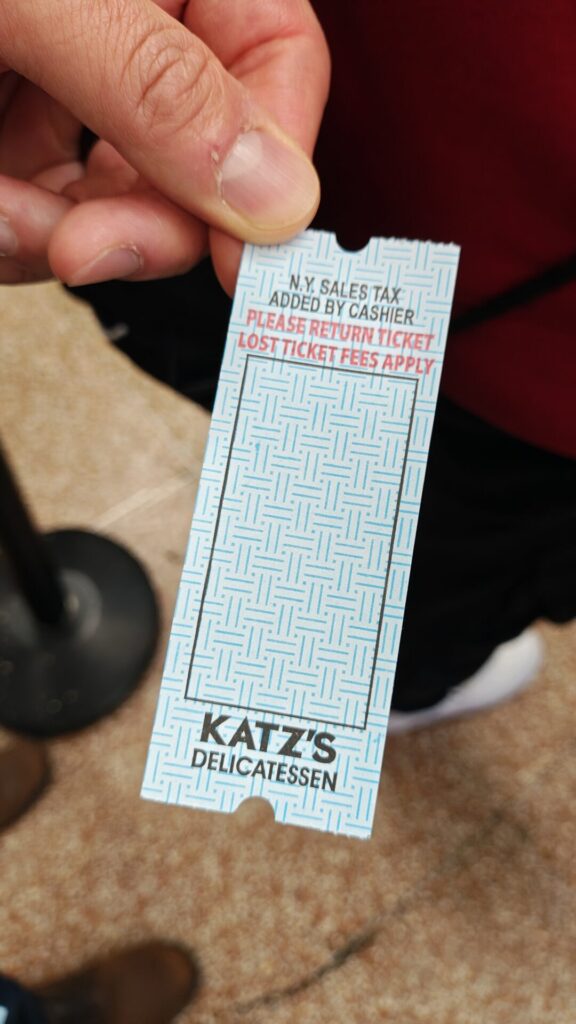 N.Y. SALES TAX
ADDED BY CASHIER
PLEASE RETURN TICKET
LOST TICKET FEES APPLY
KATZ'S
DELICATESSEN